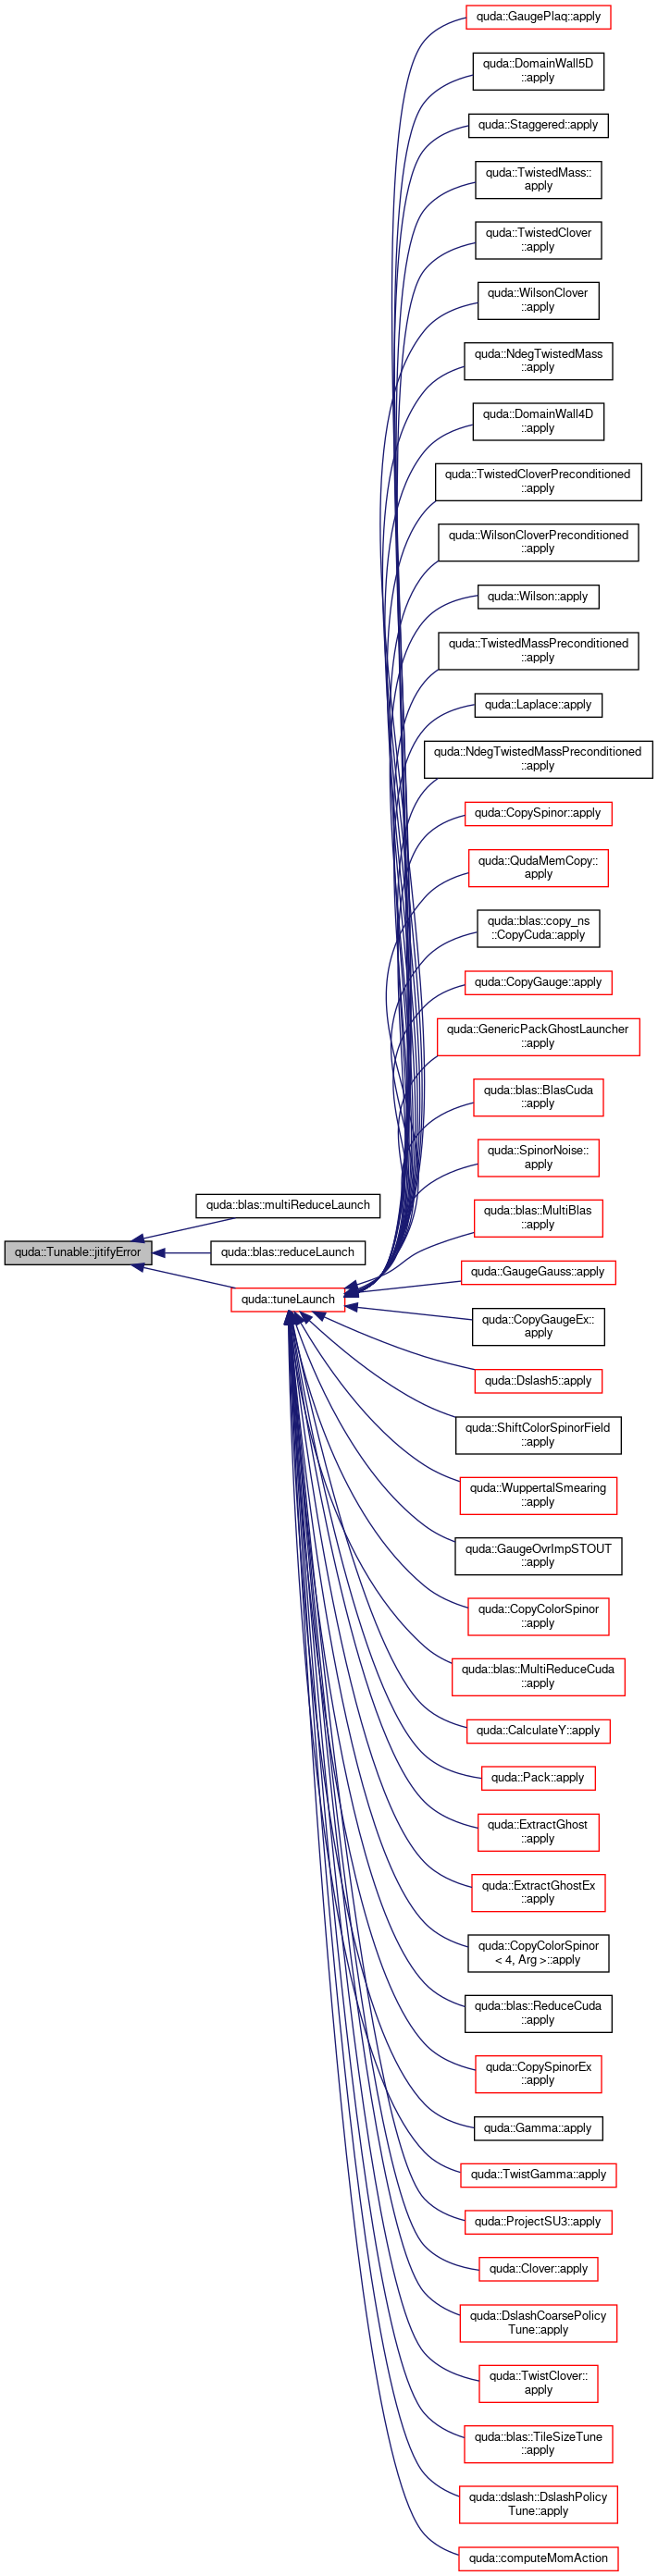 quda::GaugePlaq::apply
quda::DomainWall5D
::apply
quda::Staggered::apply
quda::TwistedMass::
apply
quda::TwistedClover
::apply
quda::WilsonClover
::apply
quda::NdegTwistedMass
::apply
quda::DomainWall4D
::apply
quda::TwistedCloverPreconditioned
::apply
quda::WilsonCloverPreconditioned
::apply
quda::Wilson::apply
quda::TwistedMassPreconditioned
::apply
quda::Laplace::apply
quda::NdegTwistedMassPreconditioned
::apply
quda::CopySpinor::apply
quda::QudaMemCopy::
apply
quda::blas::copy_ns
::CopyCuda::apply
quda::CopyGauge::apply
quda::GenericPackGhostLauncher
::apply
quda::blas::BlasCuda
::apply
quda::SpinorNoise::
apply
quda::blas::multiReduceLaunch
quda::blas::MultiBlas
::apply
quda::Tunable::jitifyError
quda::blas::reduceLaunch
quda::GaugeGauss::apply
quda::tuneLaunch
quda::CopyGaugeEx::
apply
quda::Dslash5::apply
quda::ShiftColorSpinorField
::apply
quda::WuppertalSmearing
::apply
quda::GaugeOvrImpSTOUT
::apply
quda::CopyColorSpinor
::apply
quda::blas::MultiReduceCuda
::apply
quda::CalculateY::apply
quda::Pack::apply
quda::ExtractGhost
::apply
quda::ExtractGhostEx
::apply
quda::CopyColorSpinor
< 4, Arg >::apply
quda::blas::ReduceCuda
::apply
quda::CopySpinorEx
::apply
quda::Gamma::apply
quda::TwistGamma::apply
quda::ProjectSU3::apply
quda::Clover::apply
quda::DslashCoarsePolicy
Tune::apply
quda::TwistClover::
apply
quda::blas::TileSizeTune
::apply
quda::dslash::DslashPolicy
Tune::apply
quda::computeMomAction